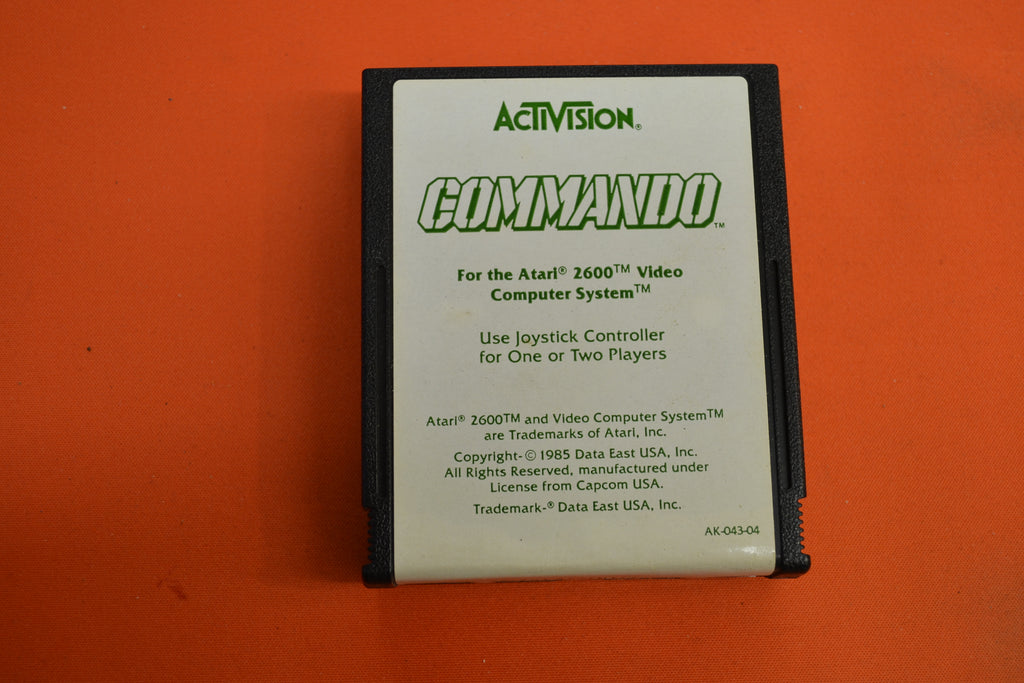 ACTIVISION®
COMMANDO™
For the Atari® 2600™ Video
Computer System™
Use Joystick Controller
for One or Two Players
Atari® 2600™ and Video Computer System™
are Trademarks of Atari, Inc.
Copyright-© 1985 Data East USA, Inc.
All Rights Reserved, manufactured under
License from Capcom USA.
Trademark-® Data East USA, Inc.
AK-043-04